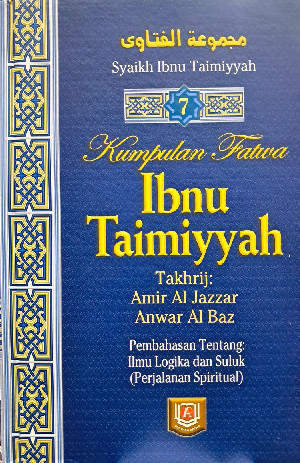 مجموعة الفتاوى
Syaikh Ibnu Taimiyyah
7
Kumpulan Fatwa
Ibnu
Taimiyyah
Takhrij:
Amir Al Jazzar
Anwar Al Baz
Pembahasan Tentang:
Ilmu Logika dan Suluk
(Perjalanan Spiritual)